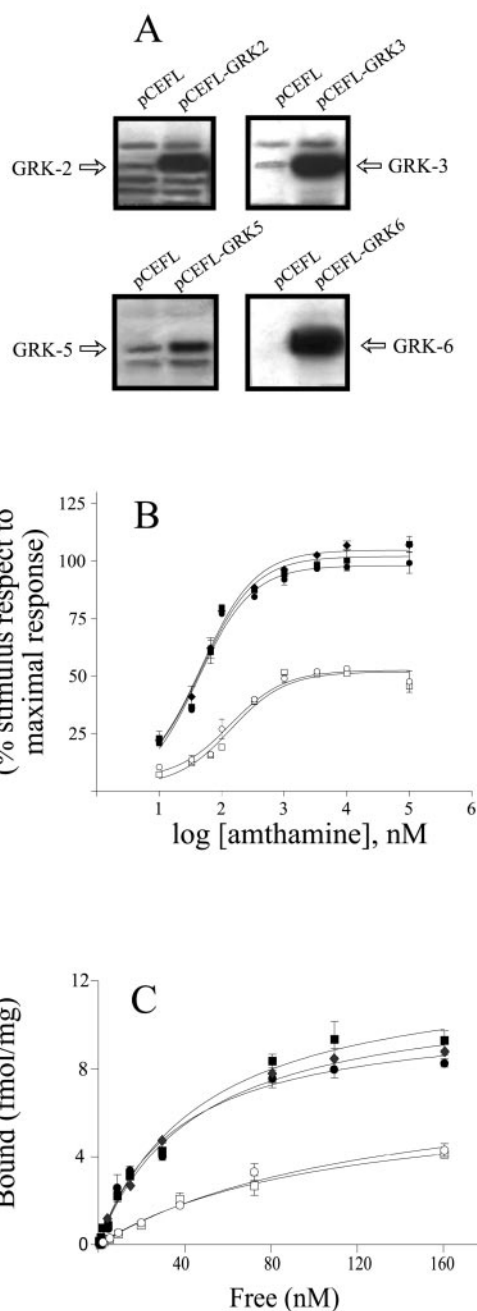 A
pCEFL
pCEFL-GRK2
pCEFL
pCEFL-GRK3
GRK-2
GRK-3
pCEFL
pCEFL-GRK5
pCEFL
pCEFL-GRK6
GRK-5
GRK-6
B
(% stimulus respect to
maximal response)
125
100
75
50
25
1 2 3 4 5 6
log [amthamine], nM
C
Bound (fmol/mg)
12
8
4
0
40 80 120 160
Free (nM)